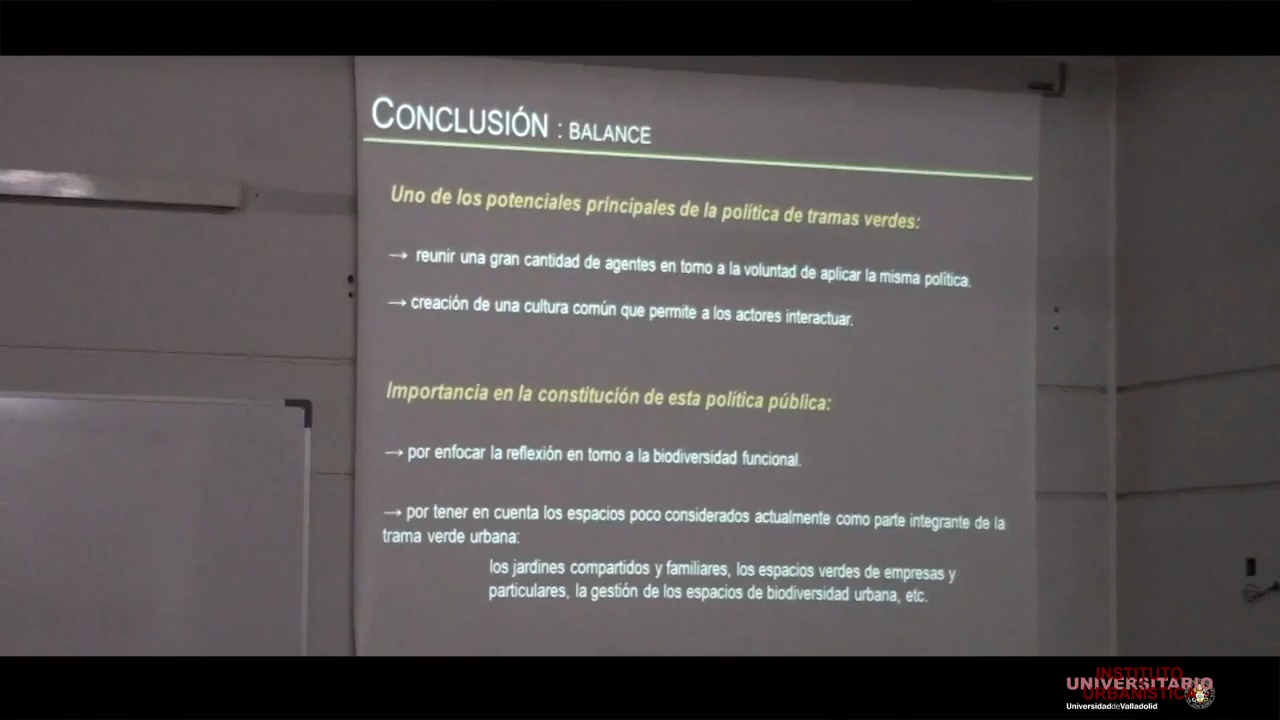 CONCLUSIÓN : BALANCE
Uno de los potenciales principales de la política de tramas verdes:
→ reunir una gran cantidad de agentes en torno a la voluntad de aplicar la misma política.
→ creación de una cultura común que permite a los actores interactuar.
Importancia en la constitución de esta política pública:
→ por enfocar la reflexión en torno a la biodiversidad funcional.
→ por tener en cuenta los espacios poco considerados actualmente como parte integrante de la
trama verde urbana:
los jardines compartidos y familiares, los espacios verdes de empresas y
particulares, la gestión de los espacios de biodiversidad urbana, etc.
INSTITUTO
UNIVERSITARIO
URBANÍSTICA
UniversidaddeValladolid